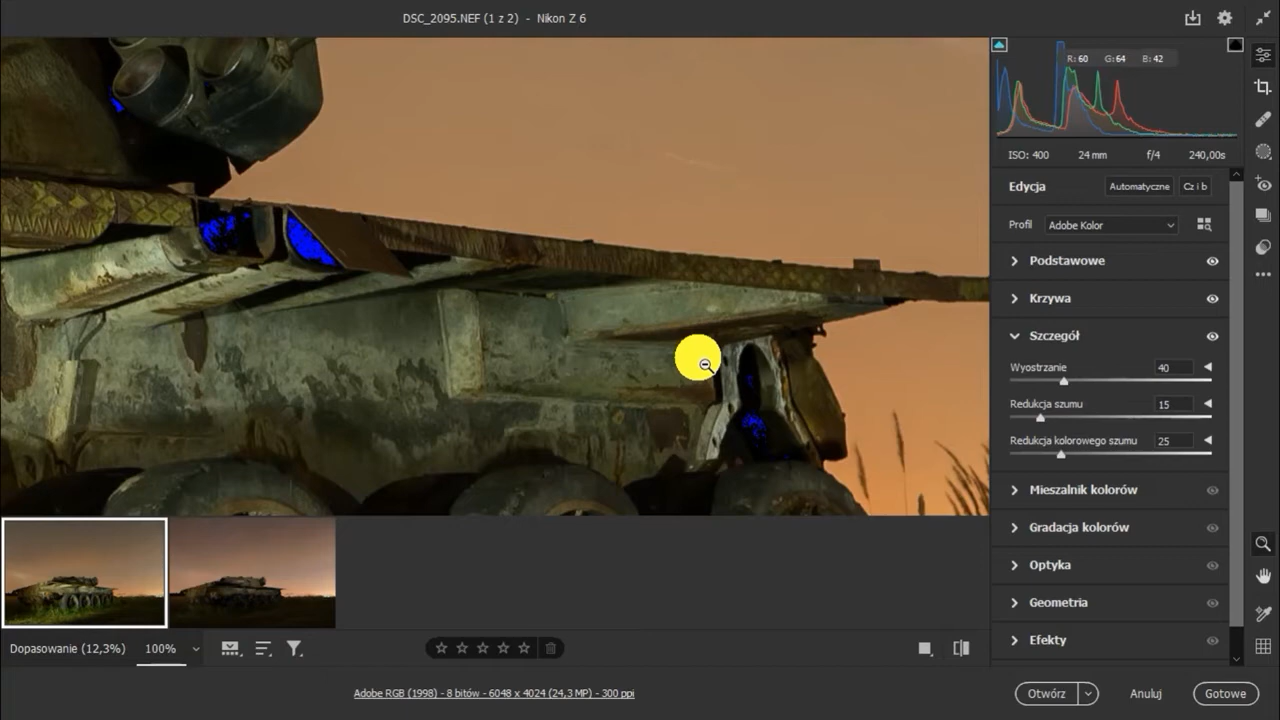 DSC_2095.NEF (1 z 2) - Nikon Z 6
R: 60 G: 64 B: 42
ISO: 400 24 mm f/4 240,00s
Edycja Automatyczne Cz i b
Profil Adobe Kolor
Podstawowe
Krzywa
Szczegół
Wyostrzanie 40
Redukcja szumu 15
Redukcja kolorowego szumu 25
Mieszalnik kolorów
Gradacja kolorów
Optyka
Geometria
Efekty
Dopasowanie (12,3%) 100%
Adobe RGB (1998) - 8 bitów - 6048 x 4024 (24,3 MP) - 300 ppi
Otwórz Anuluj Gotowe